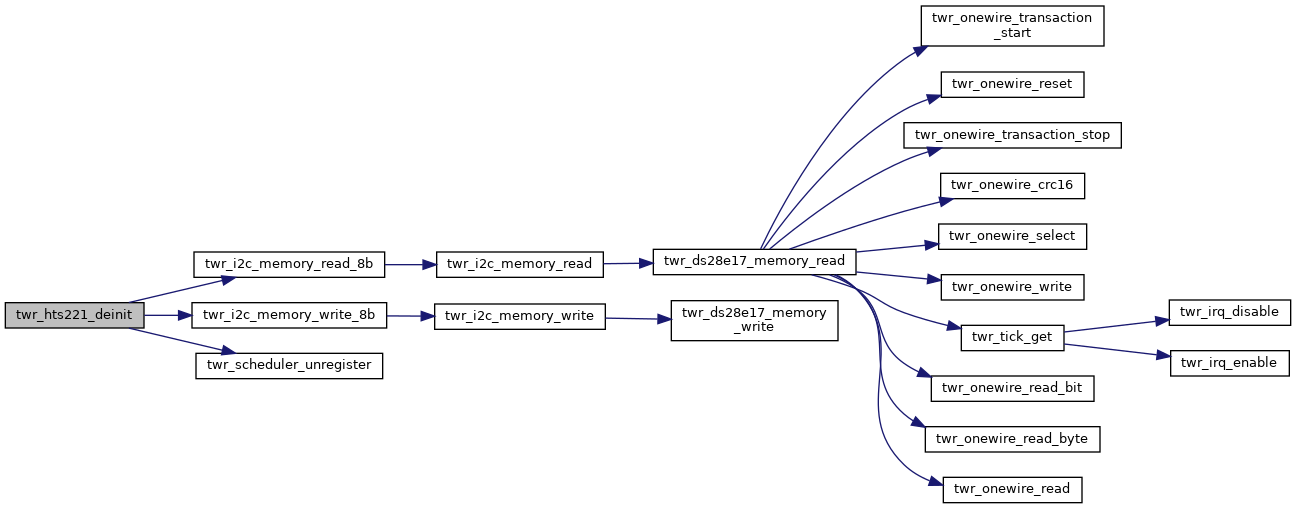 twr_onewire_transaction
_start
twr_onewire_reset
twr_onewire_transaction_stop
twr_onewire_crc16
twr_onewire_select
twr_i2c_memory_read_8b
twr_i2c_memory_read
twr_ds28e17_memory_read
twr_onewire_write
twr_hts221_deinit
twr_i2c_memory_write_8b
twr_i2c_memory_write
twr_ds28e17_memory
_write
twr_irq_disable
twr_tick_get
twr_irq_enable
twr_scheduler_unregister
twr_onewire_read_bit
twr_onewire_read_byte
twr_onewire_read